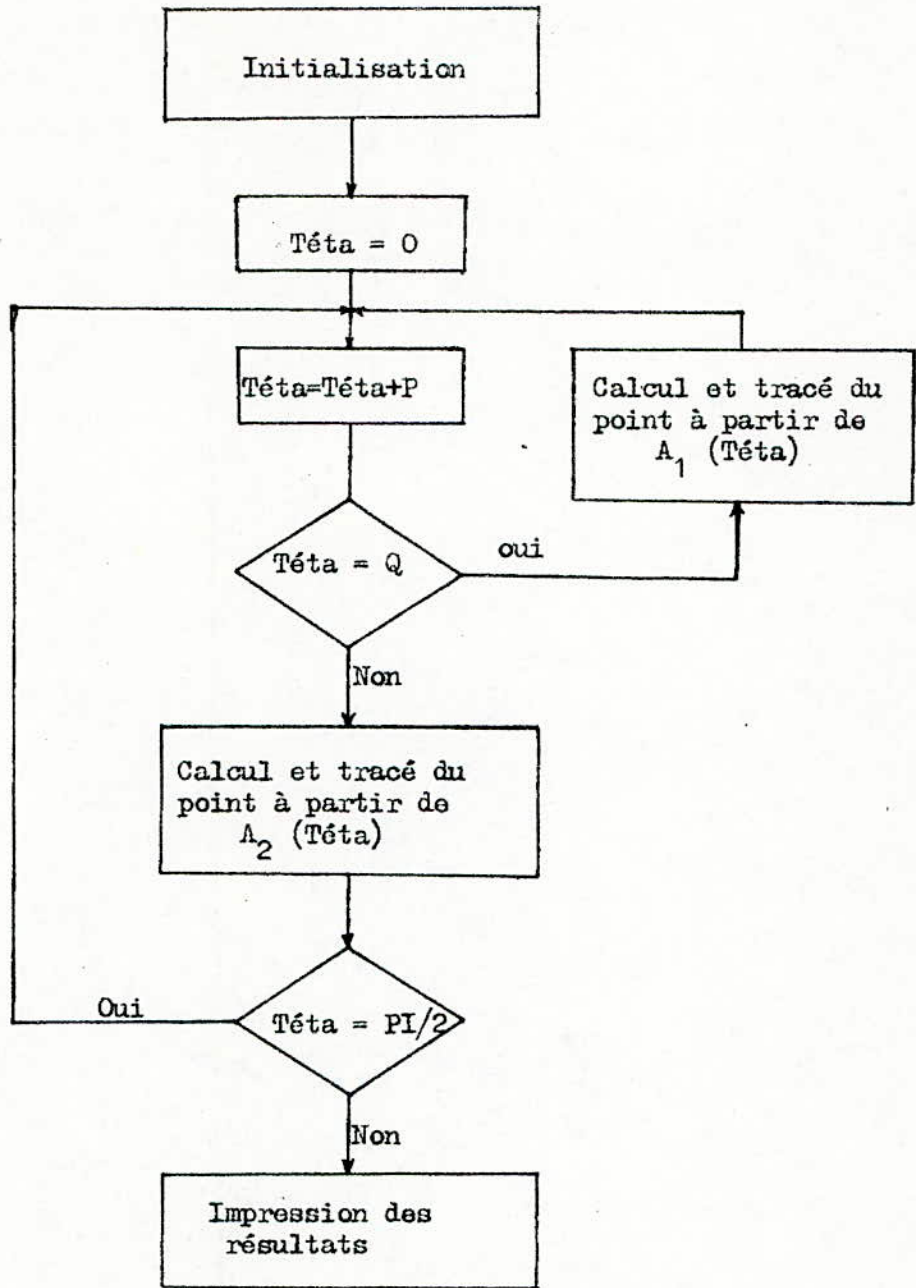 Initialisation
Téta = 0
Téta=Téta+P
Calcul et tracé du
point à partir de
A1 (Téta)
Téta = Q
oui
Non
Calcul et tracé du
point à partir de
A2 (Téta)
Oui
Téta = PI/2
Non
Impression des
résultats